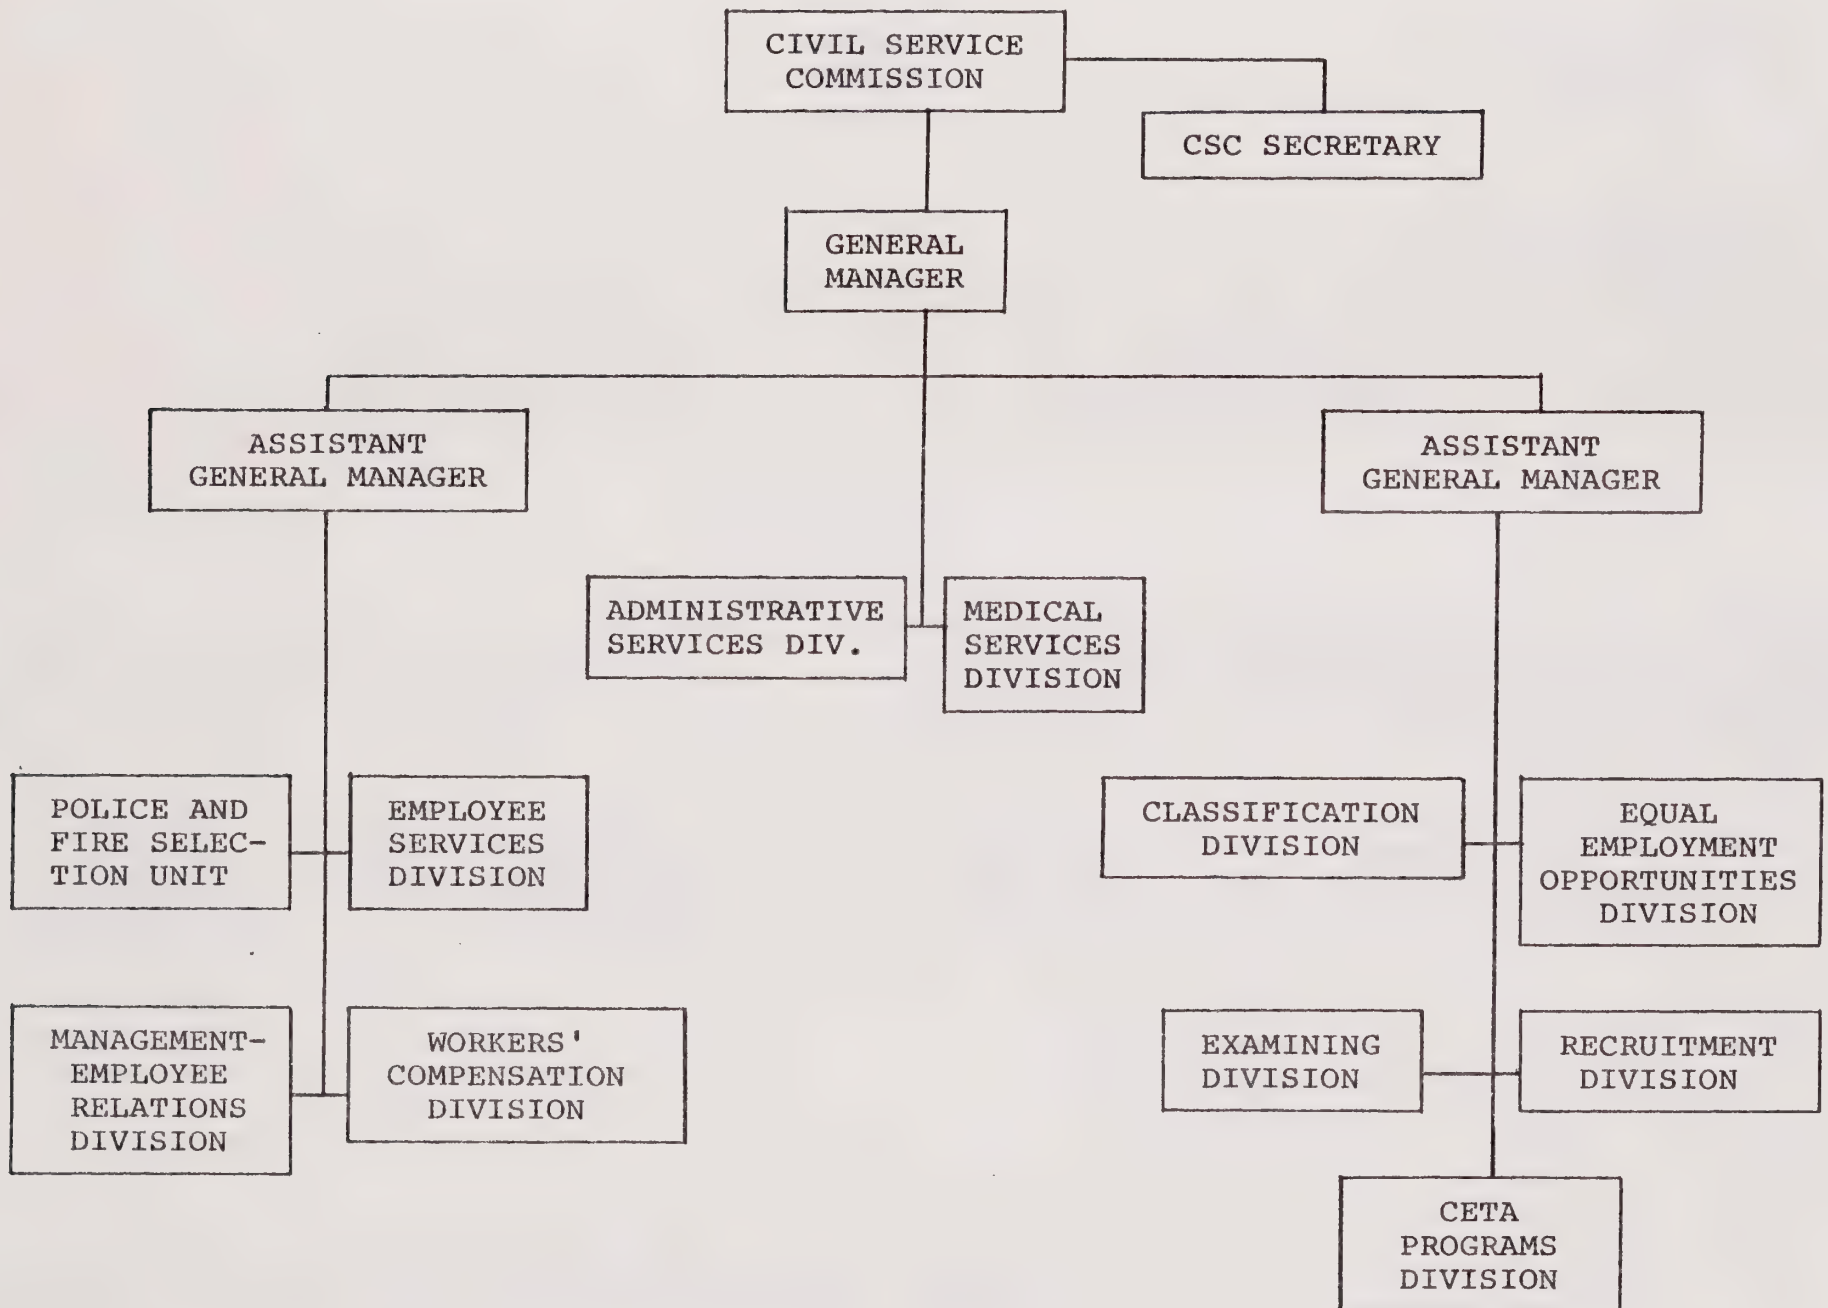 CIVIL SERVICE
COMMISSION
CSC SECRETARY
GENERAL
MANAGER
ASSISTANT
GENERAL MANAGER
ASSISTANT
GENERAL MANAGER
ADMINISTRATIVE
SERVICES DIV.
MEDICAL
SERVICES
DIVISION
POLICE AND
FIRE SELEC-
TION UNIT
EMPLOYEE
SERVICES
DIVISION
CLASSIFICATION
DIVISION
EQUAL
EMPLOYMENT
OPPORTUNITIES
DIVISION
MANAGEMENT-
EMPLOYEE
RELATIONS
DIVISION
WORKERS'
COMPENSATION
DIVISION
EXAMINING
DIVISION
RECRUITMENT
DIVISION
CETA
PROGRAMS
DIVISION